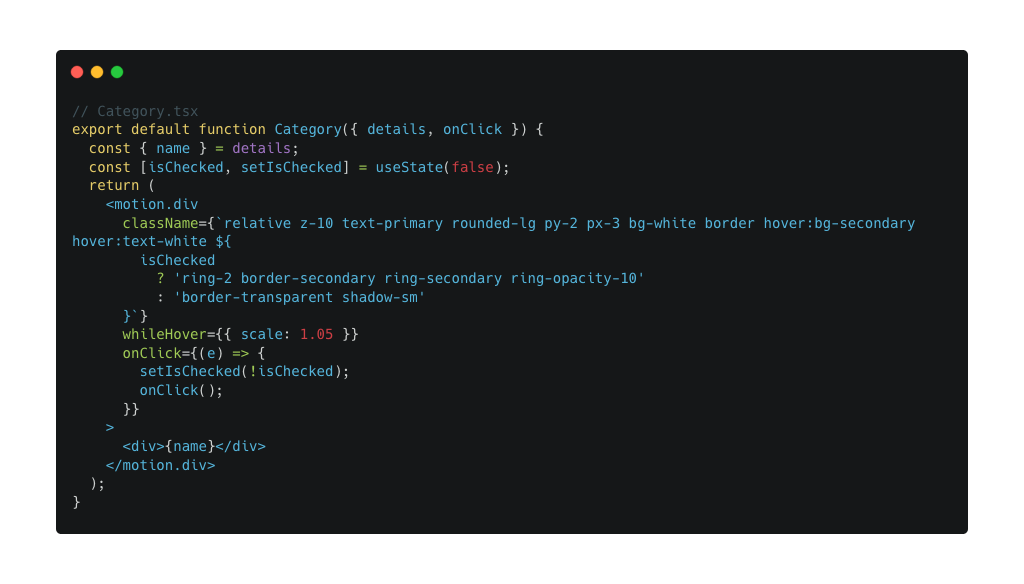 // Category.tsx
export default function Category({ details, onClick }) {
  const { name } = details;
  const [isChecked, setIsChecked] = useState(false);
  return (
    <motion.div
      className={`relative z-10 text-primary rounded-lg py-2 px-3 bg-white border hover:bg-secondary
hover:text-white ${
        isChecked
          ? 'ring-2 border-secondary ring-secondary ring-opacity-10'
          : 'border-transparent shadow-sm'
      }`}
      whileHover={{ scale: 1.05 }}
      onClick={(e) => {
        setIsChecked(!isChecked);
        onClick();
      }}
    >
      <div>{name}</div>
    </motion.div>
  );
}